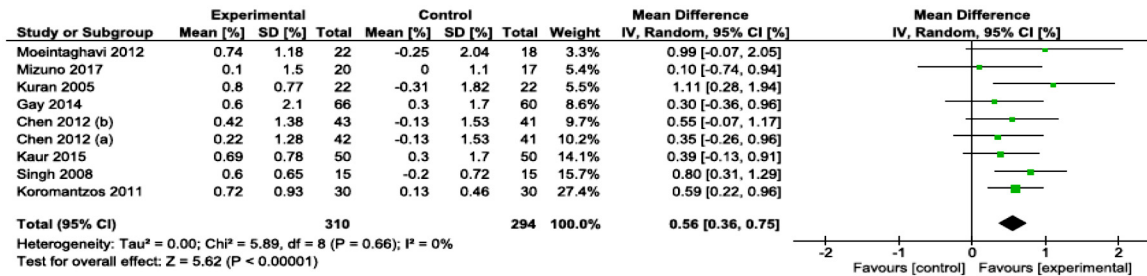 Experimental Control Mean Difference Mean Difference
Study or Subgroup Mean [%] SD [%] Total Mean [%] SD [%] Total Weight IV, Random, 95% CI [%] IV, Random, 95% CI [%]
Moeintaghavi 2012 0.74 1.18 22 -0.25 2.04 18 3.3% 0.99 [-0.07, 2.05]
Mizuno 2017 0.1 1.5 20 0 1.1 17 5.4% 0.10 [-0.74, 0.94]
Kuran 2005 0.8 0.77 22 -0.31 1.82 22 5.5% 1.11 [0.28, 1.94]
Gay 2014 0.6 2.1 66 0.3 1.7 60 8.6% 0.30 [-0.36, 0.96]
Chen 2012 (b) 0.42 1.38 43 -0.13 1.53 41 9.7% 0.55 [-0.07, 1.17]
Chen 2012 (a) 0.22 1.28 42 -0.13 1.53 41 10.2% 0.35 [-0.26, 0.96]
Kaur 2015 0.69 0.78 50 0.3 1.7 50 14.1% 0.39 [-0.13, 0.91]
Singh 2008 0.6 0.65 15 -0.2 0.72 15 15.7% 0.80 [0.31, 1.29]
Koromantzos 2011 0.72 0.93 30 0.13 0.46 30 27.4% 0.59 [0.22, 0.96]
Total (95% CI) 310 294 100.0% 0.56 [0.36, 0.75]
Heterogeneity: Tau² = 0.00; Chi² = 5.89, df = 8 (P = 0.66); I² = 0%
Test for overall effect: Z = 5.62 (P < 0.00001)
-2 -1 0 1 2
Favours [control] Favours [experimental]